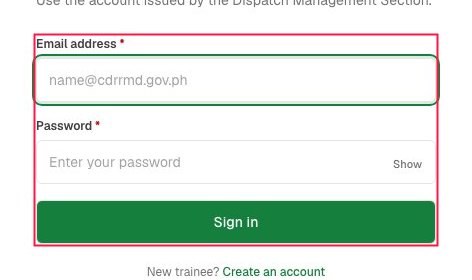 Use the account issued by the Dispatch Management Section.
Email address *
name@cdrrmd.gov.ph
Password *
Enter your password
Show
Sign in
New trainee? Create an account